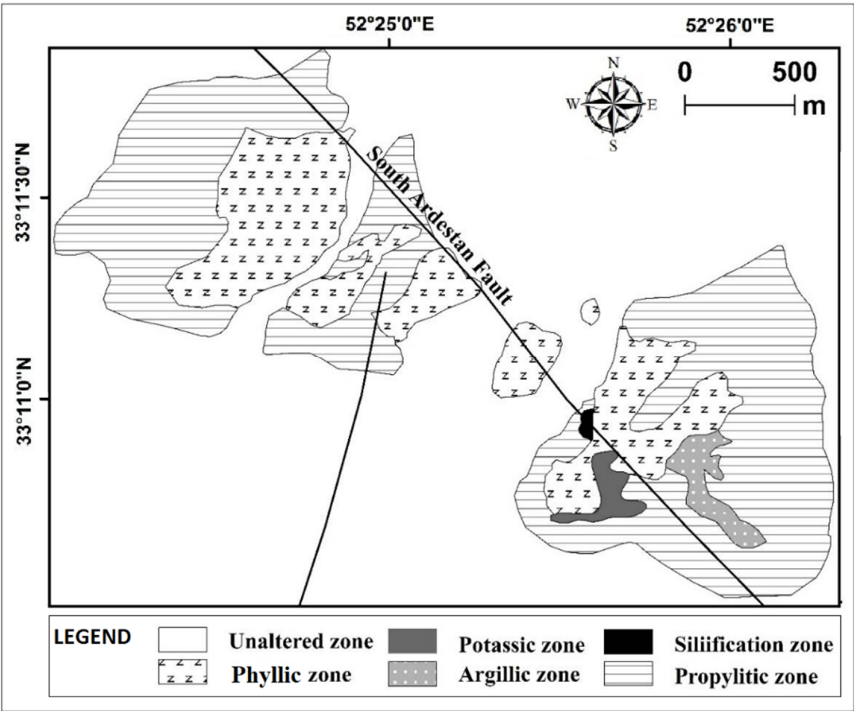 52°25'0"E
52°26'0"E
N
W E
S
0 500
m
33°11'30"N
33°11'0"N
South Ardestan Fault
LEGEND
Unaltered zone
Potassic zone
Siliification zone
Phyllic zone
Argillic zone
Propylitic zone